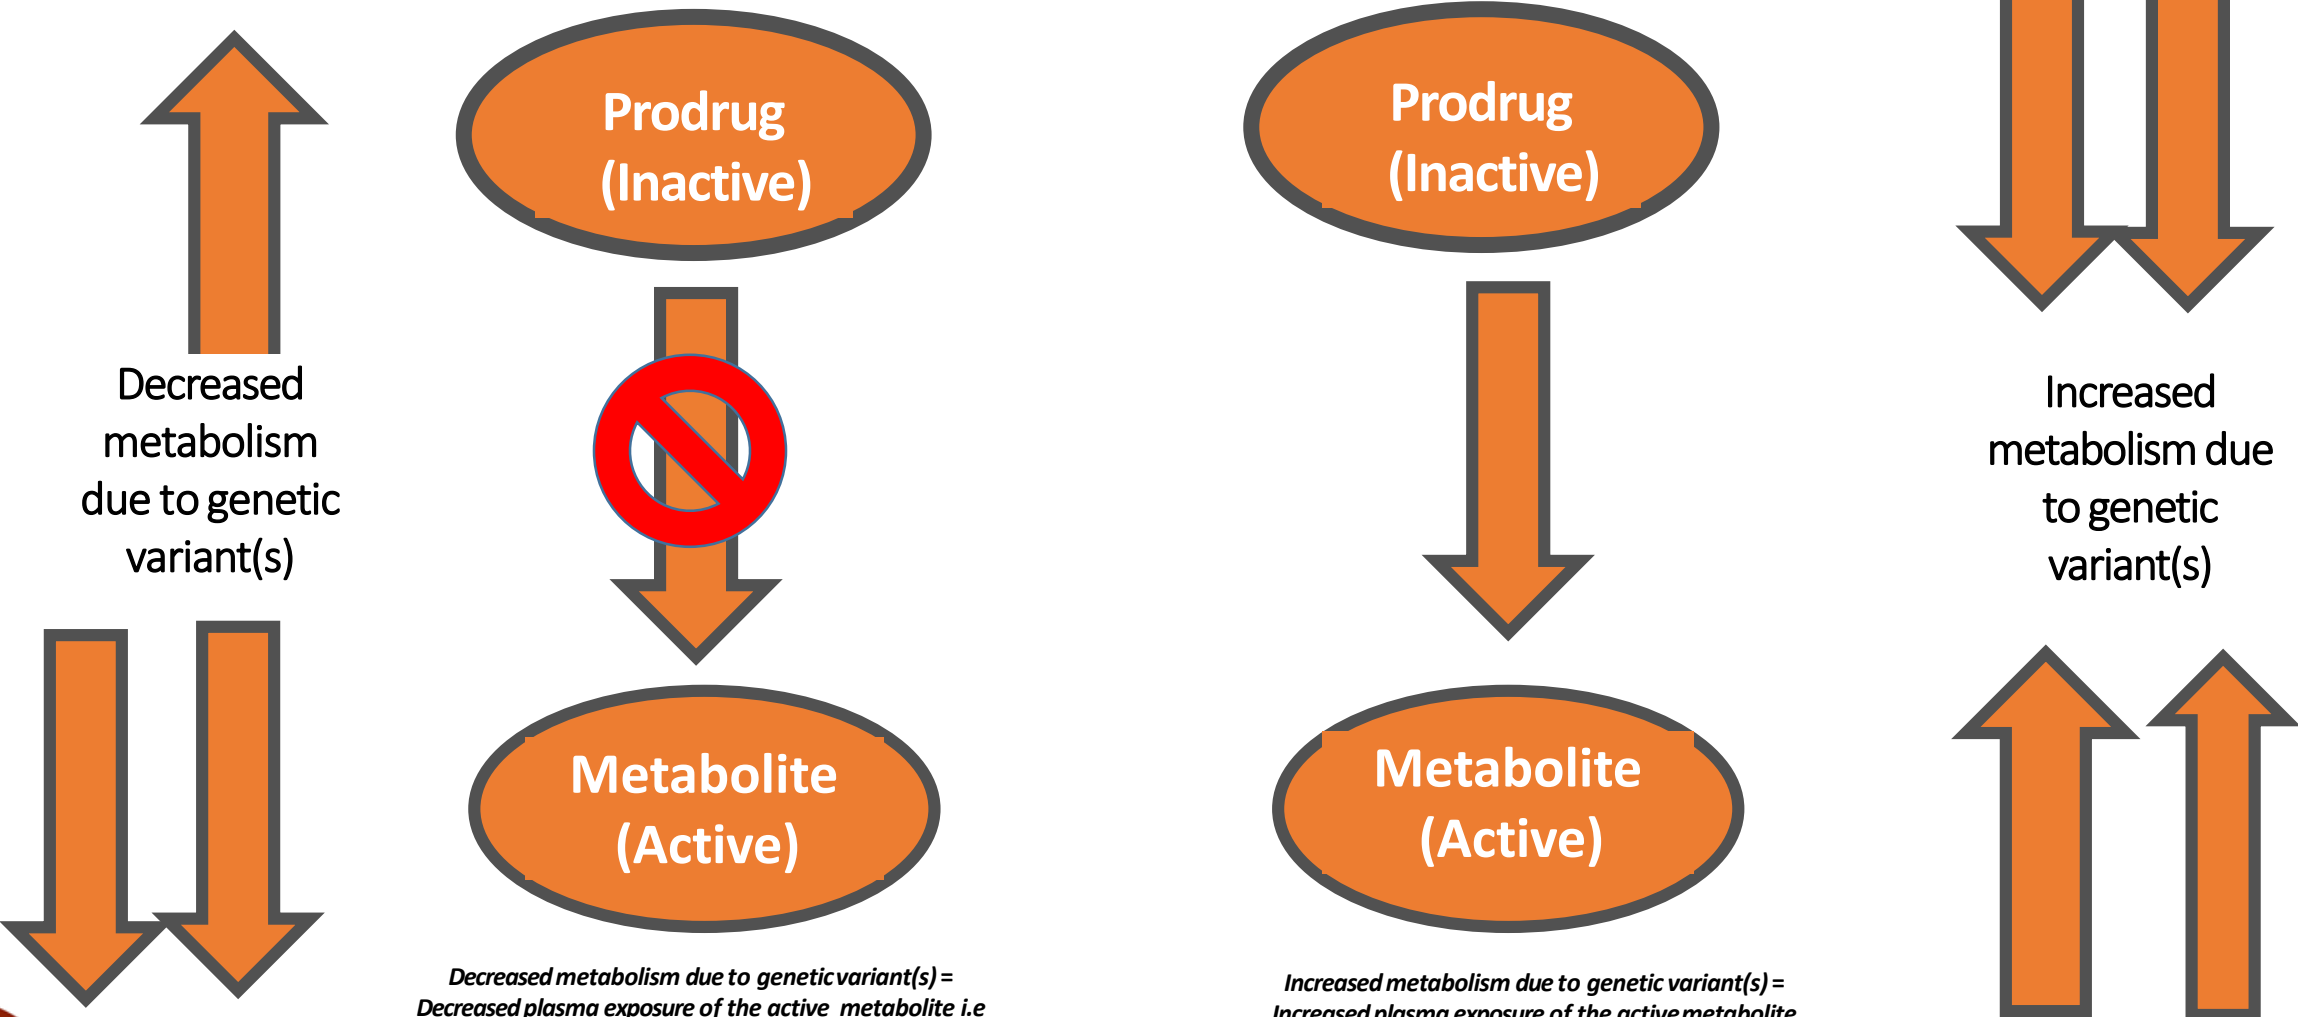 Prodrug
(Inactive)
Prodrug
(Inactive)
Decreased
metabolism
due to genetic
variant(s)
Increased
metabolism due
to genetic
variant(s)
Metabolite
(Active)
Metabolite
(Active)
Decreased metabolism due to genetic variant(s) =
Decreased plasma exposure of the active metabolite i.e
Increased metabolism due to genetic variant(s) =
Increased plasma exposure of the active metabolite